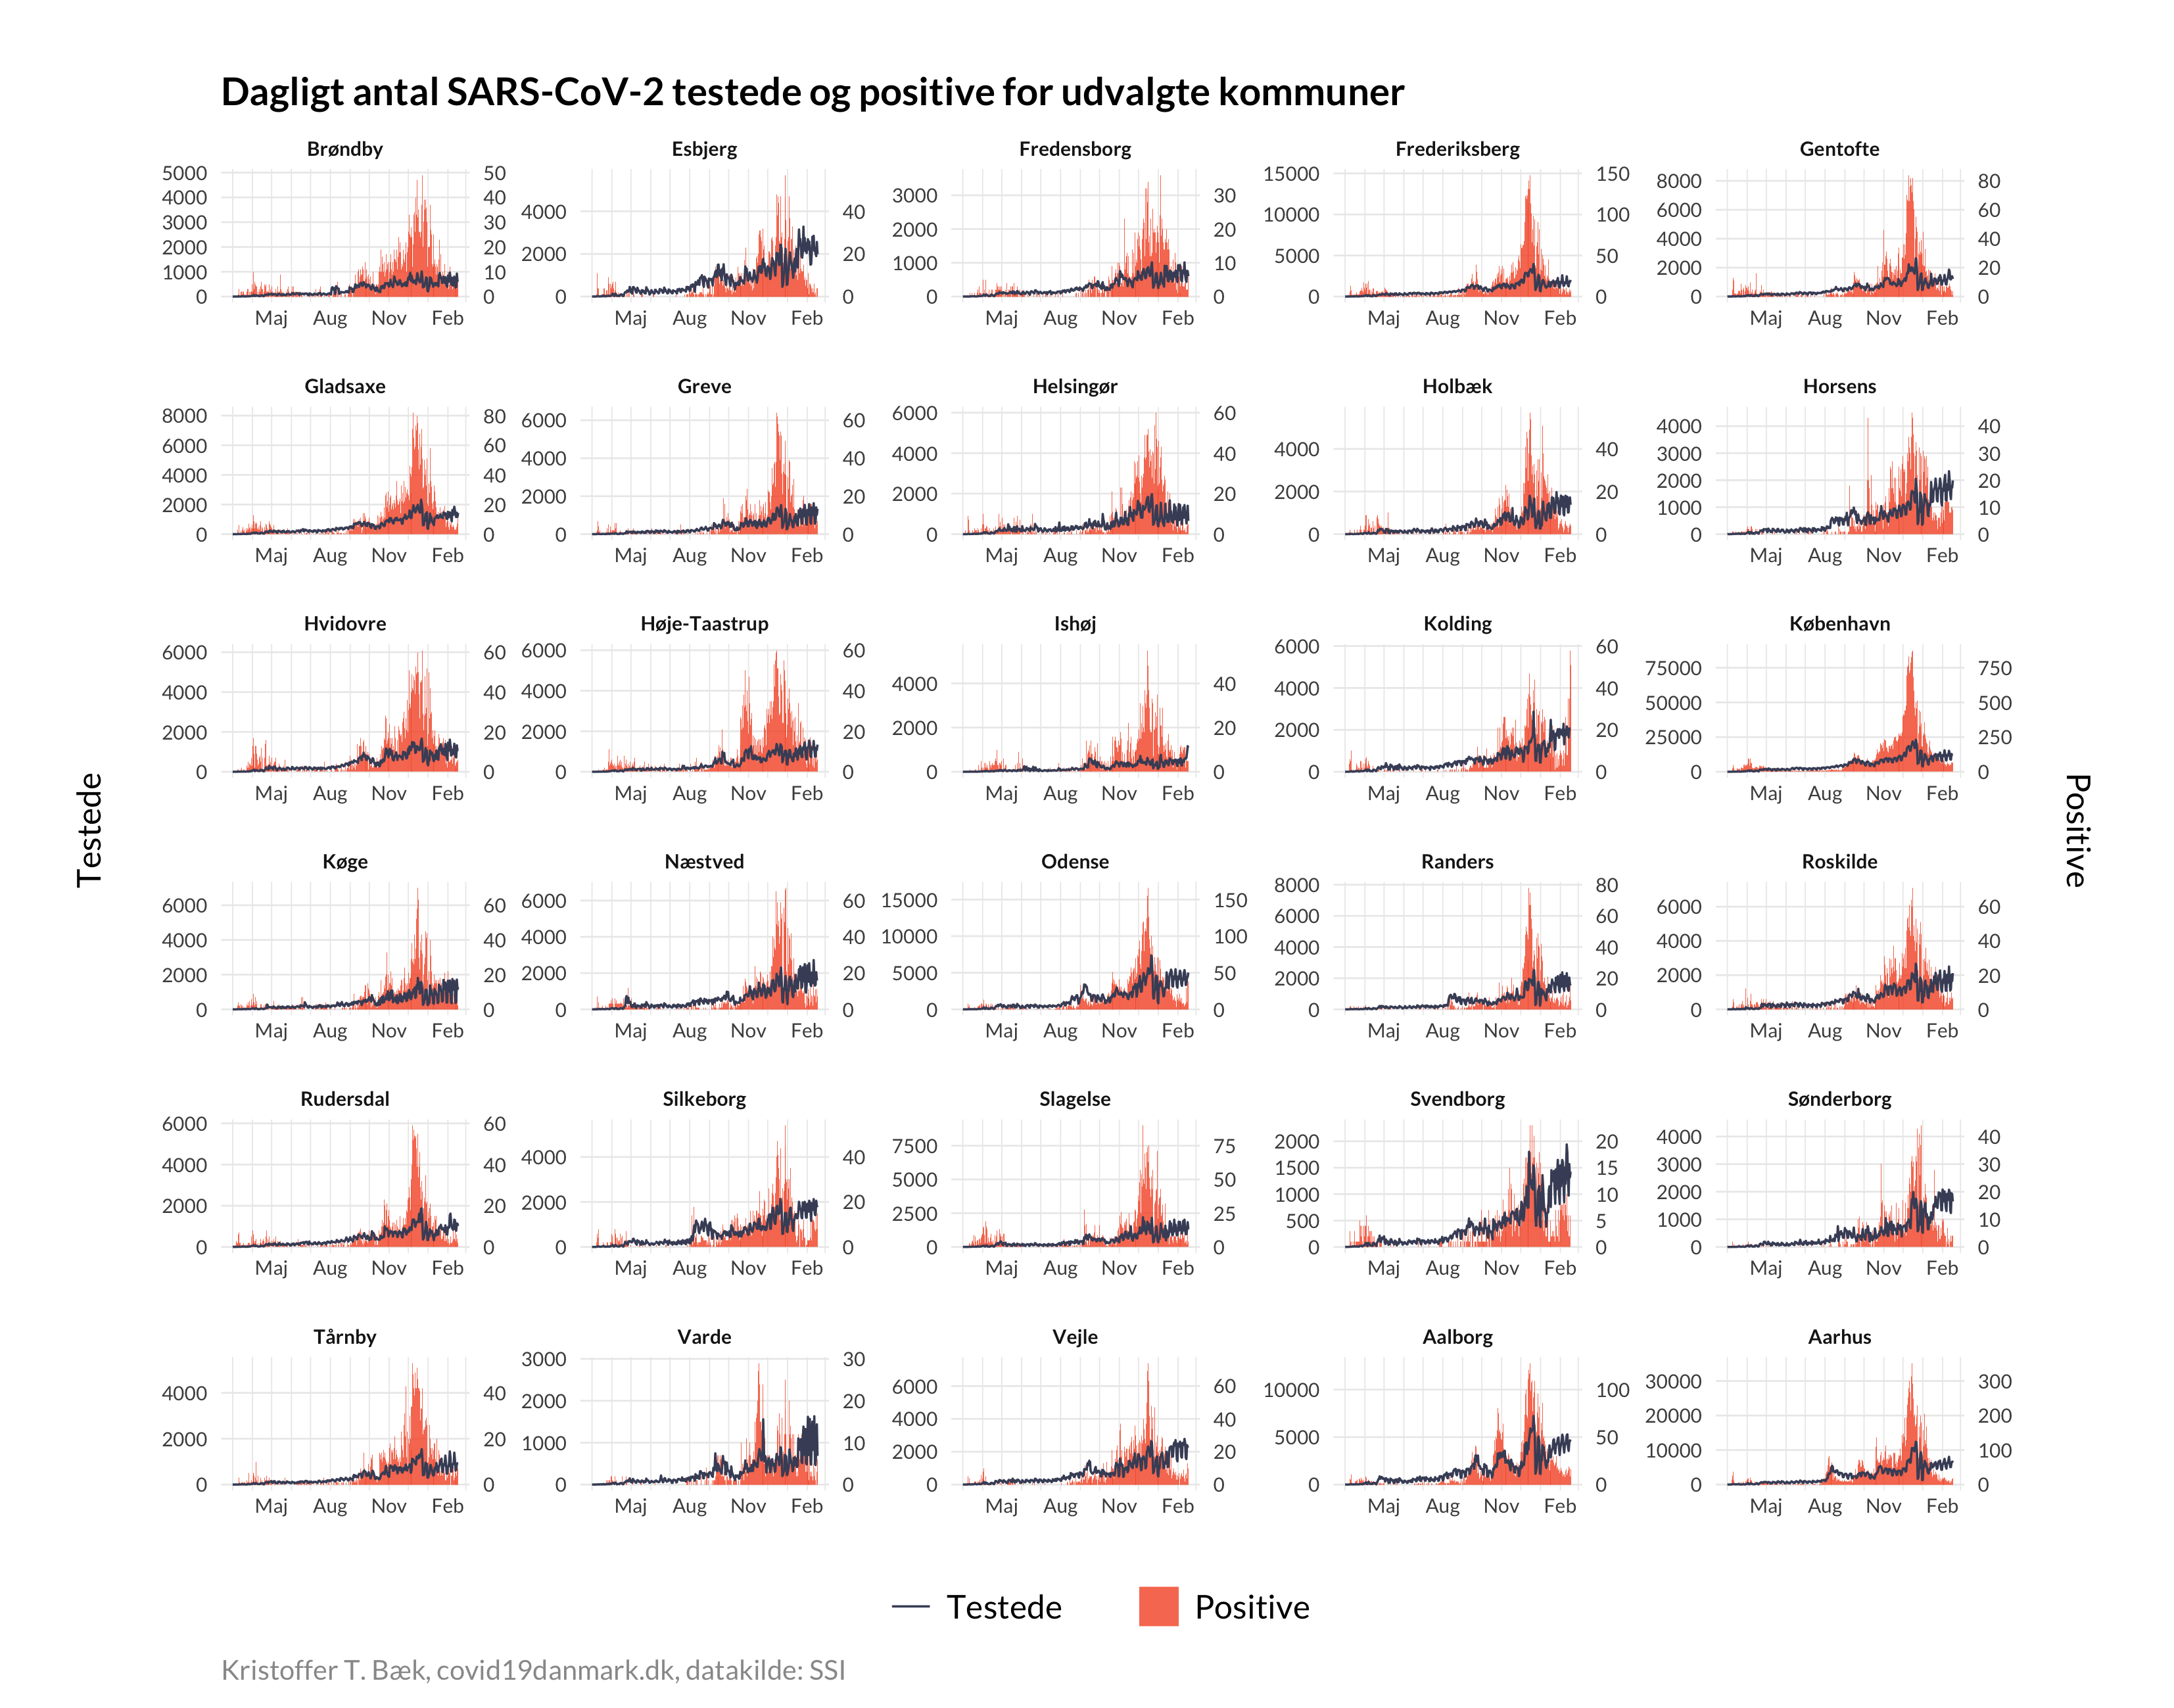 Dagligt antal SARS-CoV-2 testede og positive for udvalgte kommuner
Brøndby Esbjerg Fredensborg Frederiksberg Gentofte
5000 4000 3000 2000 1000 0 50 40 30 20 10 0
4000 2000 0 40 20 0
3000 2000 1000 0 30 20 10 0
15000 10000 5000 0 150 100 50 0
8000 6000 4000 2000 0 80 60 40 20 0
Maj Aug Nov Feb Maj Aug Nov Feb Maj Aug Nov Feb Maj Aug Nov Feb Maj Aug Nov Feb
Gladsaxe Greve Helsingør Holbæk Horsens
8000 6000 4000 2000 0 80 60 40 20 0
6000 4000 2000 0 60 40 20 0
6000 4000 2000 0 60 40 20 0
4000 2000 0 40 20 0
4000 3000 2000 1000 0 40 30 20 10 0
Maj Aug Nov Feb Maj Aug Nov Feb Maj Aug Nov Feb Maj Aug Nov Feb Maj Aug Nov Feb
Hvidovre Høje-Taastrup Ishøj Kolding København
6000 4000 2000 0 60 40 20 0
6000 4000 2000 0 60 40 20 0
4000 2000 0 40 20 0
6000 4000 2000 0 60 40 20 0
75000 50000 25000 0 750 500 250 0
Maj Aug Nov Feb Maj Aug Nov Feb Maj Aug Nov Feb Maj Aug Nov Feb Maj Aug Nov Feb
Testede
Positive
Køge Næstved Odense Randers Roskilde
6000 4000 2000 0 60 40 20 0
6000 4000 2000 0 60 40 20 0
15000 10000 5000 0 150 100 50 0
8000 6000 4000 2000 0 80 60 40 20 0
6000 4000 2000 0 60 40 20 0
Maj Aug Nov Feb Maj Aug Nov Feb Maj Aug Nov Feb Maj Aug Nov Feb Maj Aug Nov Feb
Rudersdal Silkeborg Slagelse Svendborg Sønderborg
6000 4000 2000 0 60 40 20 0
4000 2000 0 40 20 0
7500 5000 2500 0 75 50 25 0
2000 1500 1000 500 0 20 15 10 5 0
4000 3000 2000 1000 0 40 30 20 10 0
Maj Aug Nov Feb Maj Aug Nov Feb Maj Aug Nov Feb Maj Aug Nov Feb Maj Aug Nov Feb
Tårnby Varde Vejle Aalborg Aarhus
4000 2000 0 40 20 0
3000 2000 1000 0 30 20 10 0
6000 4000 2000 0 60 40 20 0
10000 5000 0 100 50 0
30000 20000 10000 0 300 200 100 0
Maj Aug Nov Feb Maj Aug Nov Feb Maj Aug Nov Feb Maj Aug Nov Feb Maj Aug Nov Feb
Testede Positive
Kristoffer T. Bæk, covid19danmark.dk, datakilde: SSI